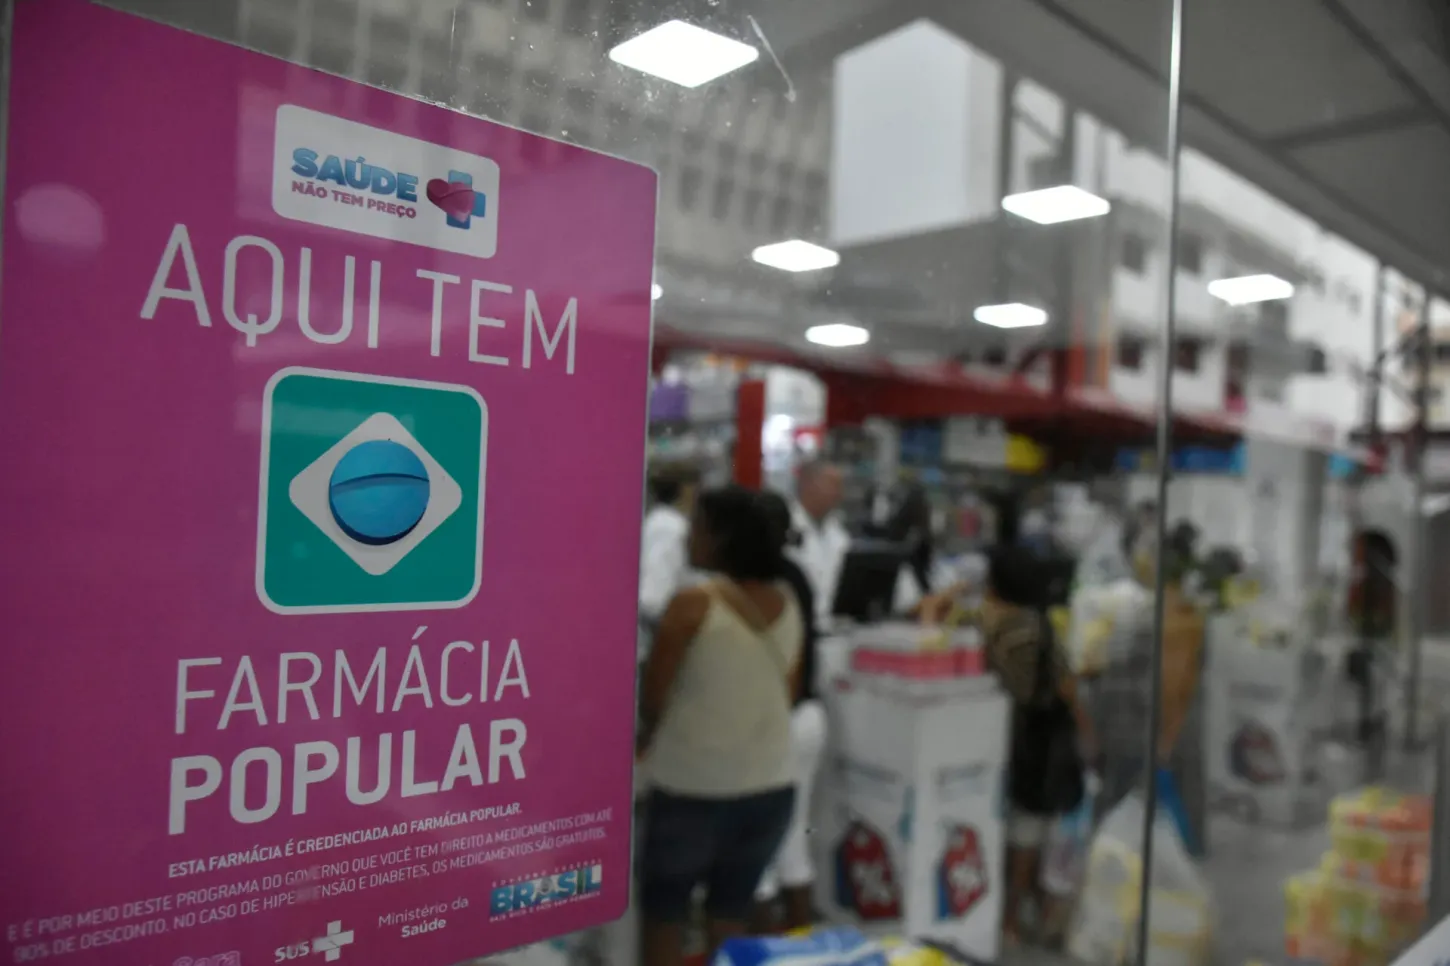 SAÚDE
NÃO TEM PREÇO
AQUI TEM
FARMÁCIA
POPULAR
ESTA FARMÁCIA É CREDENCIADA AO FARMÁCIA POPULAR.
E É POR MEIO DESTE PROGRAMA DO GOVERNO QUE VOCÊ TEM DIREITO A MEDICAMENTOS COM ATÉ
90% DE DESCONTO. NO CASO DE HIPERTENSÃO E DIABETES, OS MEDICAMENTOS SÃO GRATUITOS.
SUS
Ministério da
Saúde
GOVERNO FEDERAL
BRASIL